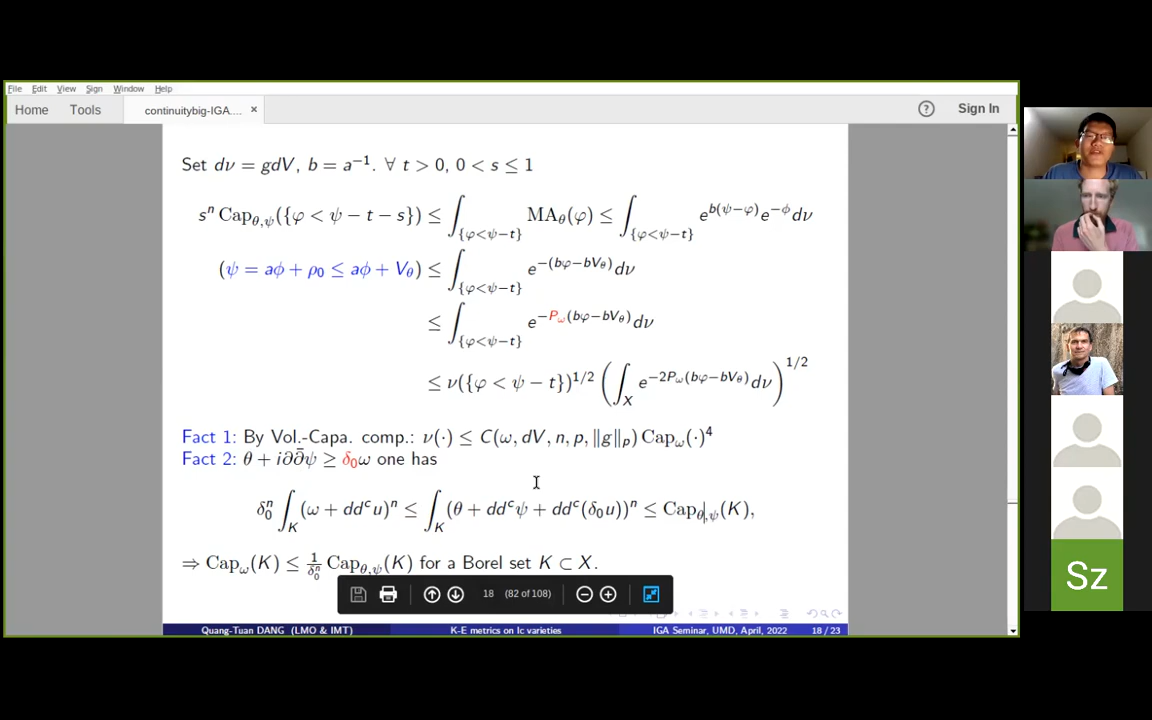 File Edit View Sign Window Help
Home Tools continuitybig-IGA.... × ? Sign In
Set dν = gdV, b = a⁻¹. ∀ t > 0, 0 < s ≤ 1
sⁿ Cap_{θ,ψ}({φ < ψ − t − s}) ≤ ∫_{{φ<ψ−t}} MA_θ(φ) ≤ ∫_{{φ<ψ−t}} e^{b(ψ−φ)}e^{−ϕ}dν
(ψ = aϕ + ρ₀ ≤ aϕ + V_θ) ≤ ∫_{{φ<ψ−t}} e^{−(bφ−bV_θ)}dν
≤ ∫_{{φ<ψ−t}} e^{−P_ω(bφ−bV_θ)}dν
≤ ν({φ < ψ − t})^{1/2} (∫_X e^{−2P_ω(bφ−bV_θ)}dν)^{1/2}
Fact 1: By Vol.-Capa. comp.: ν(·) ≤ C(ω, dV, n, p, ‖g‖_p) Cap_ω(·)⁴
Fact 2: θ + i∂∂̄ψ ≥ δ₀ω one has
δ₀ⁿ ∫_K (ω + dd^c u)ⁿ ≤ ∫_K (θ + dd^c ψ + dd^c(δ₀u))ⁿ ≤ Cap_{θ,ψ}(K),
⇒ Cap_ω(K) ≤ 1/δ₀ⁿ Cap_{θ,ψ}(K) for a Borel set K ⊂ X.
18 (82 of 108)
Quang-Tuan DANG (LMO & IMT) K-E metrics on lc varieties IGA Seminar, UMD, April, 2022 18 / 23
Sz